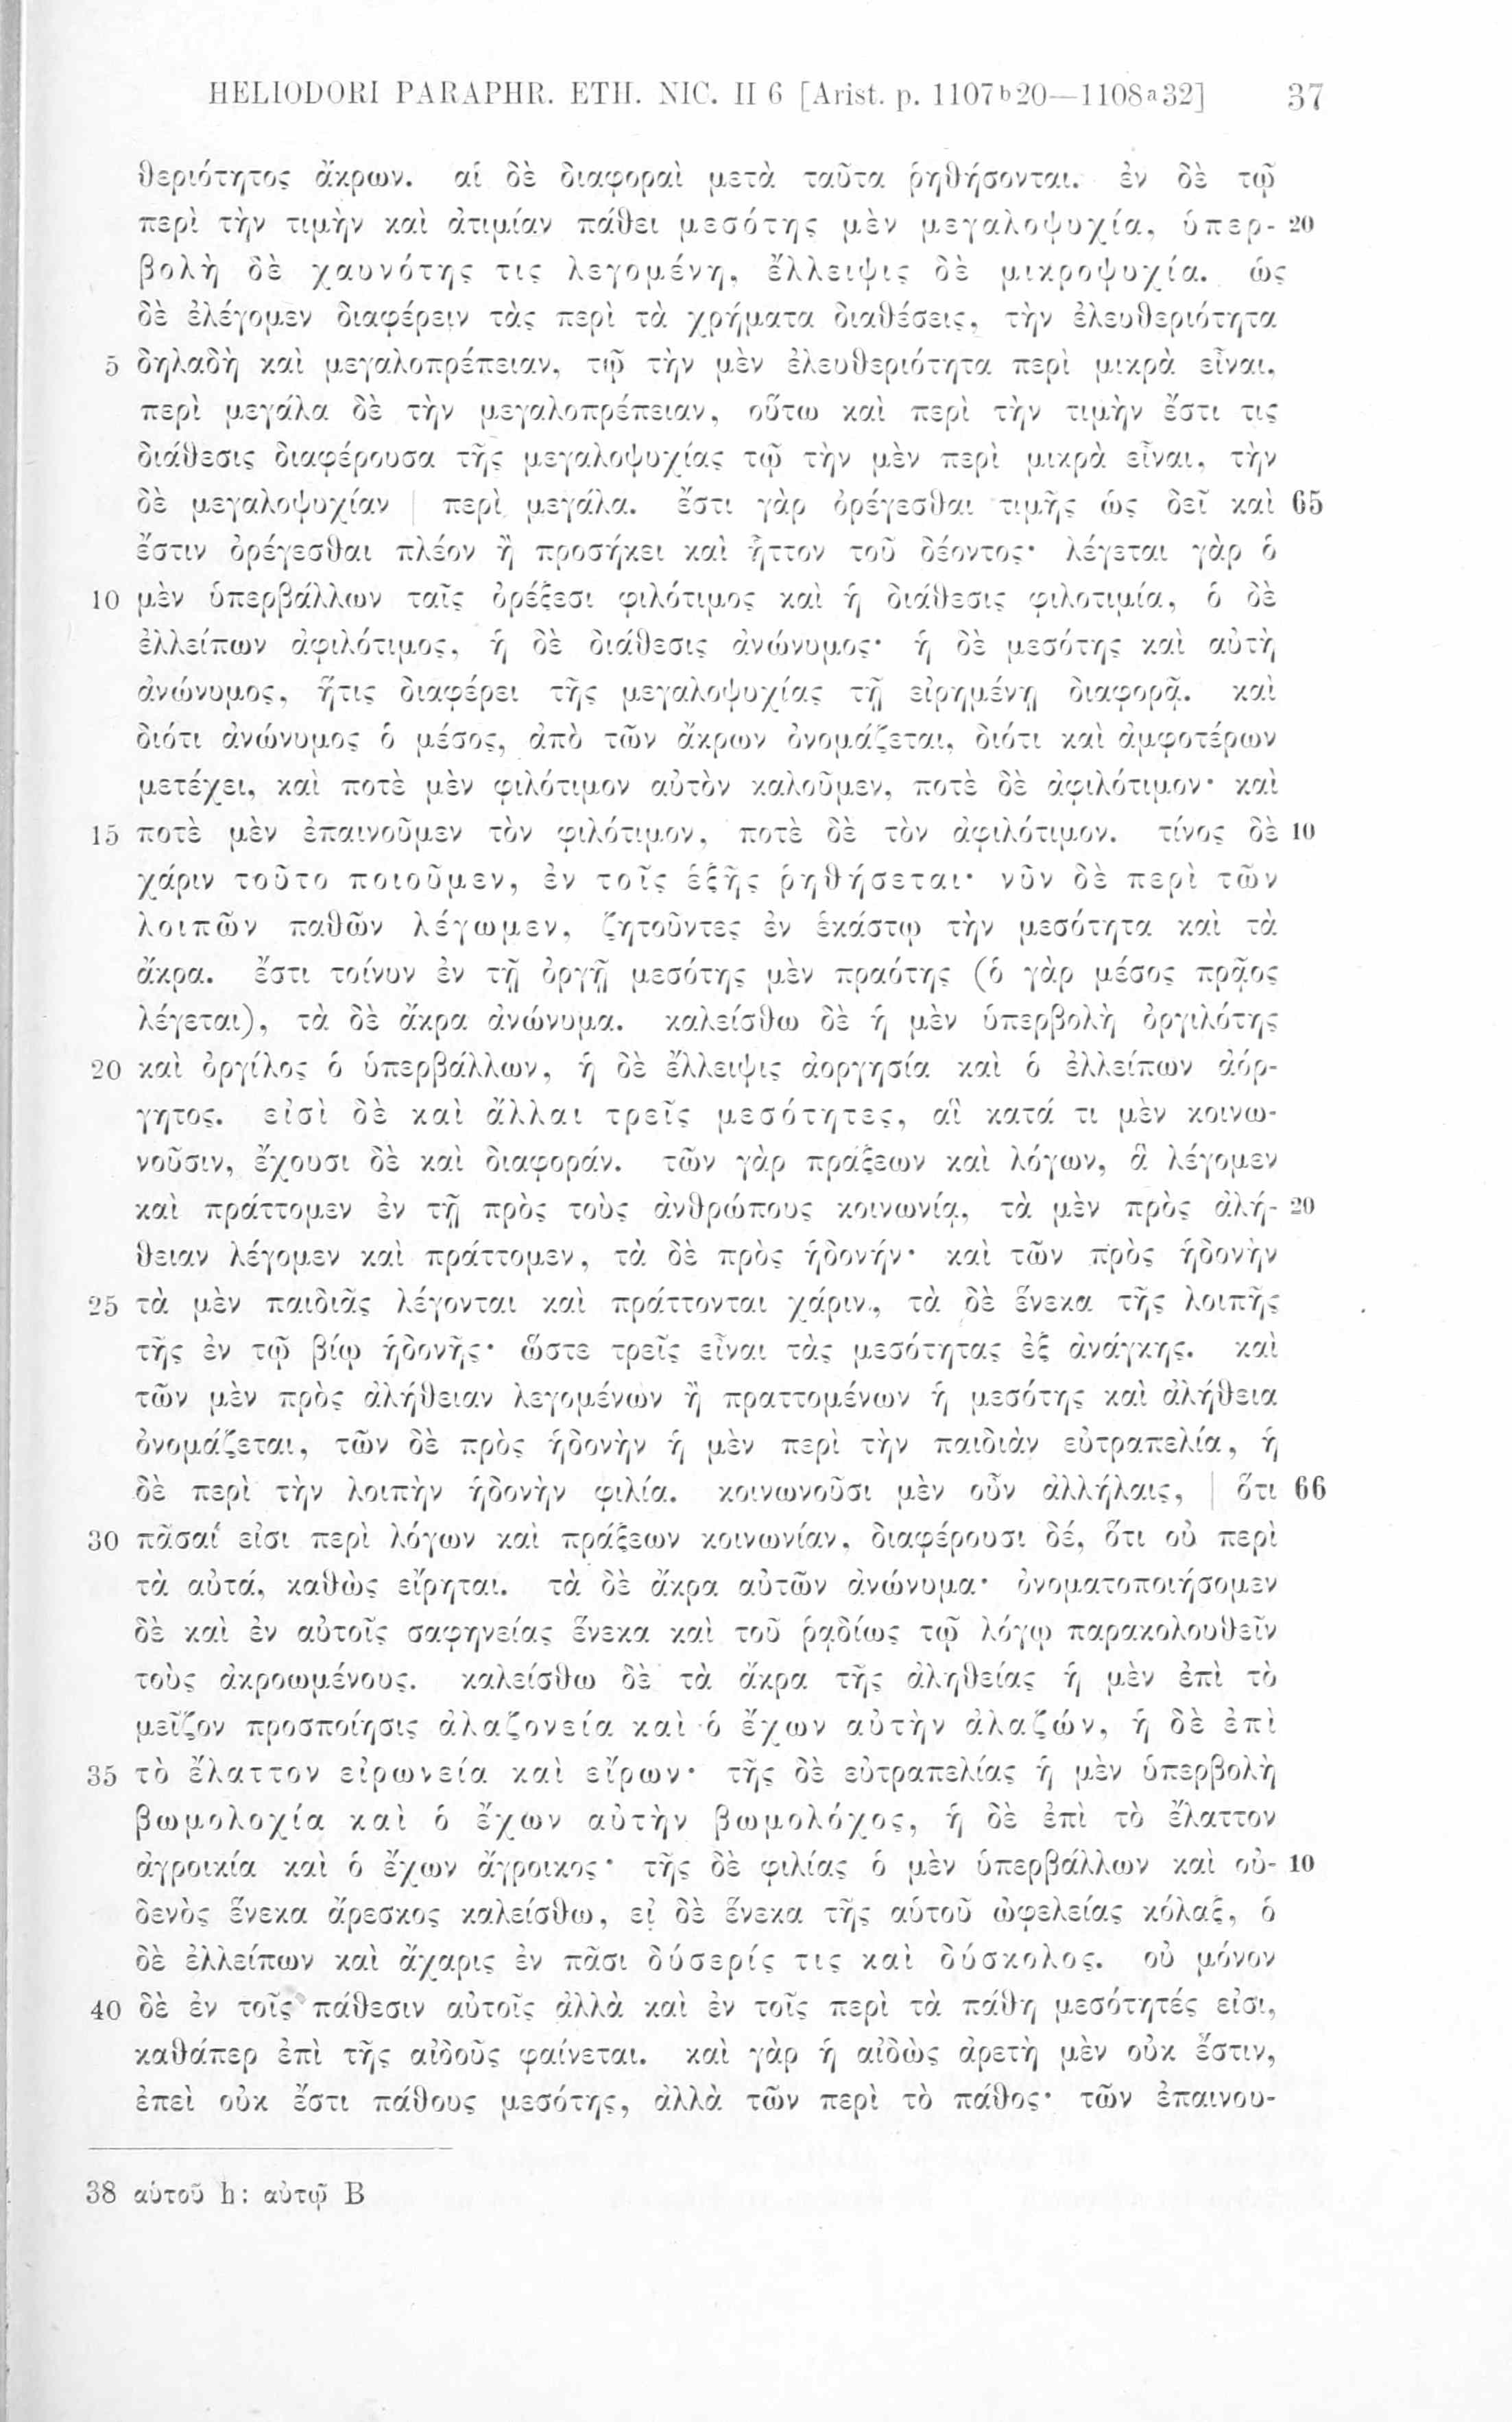 HELIODORI PARAPHR. ETH. NIC. II 6 [Arist. p. 1107b20—1108a32] 37
θεριότητος ἄκρων. αἱ δὲ διαφοραὶ μετὰ ταῦτα ῥηθήσονται. ἐν δὲ τῷ
περὶ τὴν τιμὴν καὶ ἀτιμίαν πάθει μεσότης μὲν μεγαλοψυχία, ὑπερ- 20
βολὴ δὲ χαυνότης τις λεγομένη, ἔλλειψις δὲ μικροψυχία. ὡς
δὲ ἐλέγομεν διαφέρειν τὰς περὶ τὰ χρήματα διαθέσεις, τὴν ἐλευθεριότητα
5 δηλαδὴ καὶ μεγαλοπρέπειαν, τῷ τὴν μὲν ἐλευθεριότητα περὶ μικρὰ εἶναι,
περὶ μεγάλα δὲ τὴν μεγαλοπρέπειαν, οὕτω καὶ περὶ τὴν τιμὴν ἔστι τις
διάθεσις διαφέρουσα τῆς μεγαλοψυχίας τῷ τὴν μὲν περὶ μικρὰ εἶναι, τὴν
δὲ μεγαλοψυχίαν | περὶ μεγάλα. ἔστι γὰρ ὀρέγεσθαι τιμῆς ὡς δεῖ καὶ 65
ἔστιν ὀρέγεσθαι πλέον ἢ προσήκει καὶ ἧττον τοῦ δέοντος· λέγεται γὰρ ὁ
10 μὲν ὑπερβάλλων ταῖς ὀρέξεσι φιλότιμος καὶ ἡ διάθεσις φιλοτιμία, ὁ δὲ
ἐλλείπων ἀφιλότιμος, ἡ δὲ διάθεσις ἀνώνυμος· ἡ δὲ μεσότης καὶ αὐτὴ
ἀνώνυμος, ἥτις διαφέρει τῆς μεγαλοψυχίας τῇ εἰρημένῃ διαφορᾷ. καὶ
διότι ἀνώνυμος ὁ μέσος, ἀπὸ τῶν ἄκρων ὀνομάζεται, διότι καὶ ἀμφοτέρων
μετέχει, καὶ ποτὲ μὲν φιλότιμον αὐτὸν καλοῦμεν, ποτὲ δὲ ἀφιλότιμον· καὶ
15 ποτὲ μὲν ἐπαινοῦμεν τὸν φιλότιμον, ποτὲ δὲ τὸν ἀφιλότιμον. τίνος δὲ 10
χάριν τοῦτο ποιοῦμεν, ἐν τοῖς ἑξῆς ῥηθήσεται· νῦν δὲ περὶ τῶν
λοιπῶν παθῶν λέγωμεν, ζητοῦντες ἐν ἑκάστῳ τὴν μεσότητα καὶ τὰ
ἄκρα. ἔστι τοίνυν ἐν τῇ ὀργῇ μεσότης μὲν πραότης (ὁ γὰρ μέσος πρᾷος
λέγεται), τὰ δὲ ἄκρα ἀνώνυμα. καλείσθω δὲ ἡ μὲν ὑπερβολὴ ὀργιλότης
20 καὶ ὀργίλος ὁ ὑπερβάλλων, ἡ δὲ ἔλλειψις ἀοργησία καὶ ὁ ἐλλείπων ἀόρ-
γητος. εἰσὶ δὲ καὶ ἄλλαι τρεῖς μεσότητες, αἳ κατά τι μὲν κοινω-
νοῦσιν, ἔχουσι δὲ καὶ διαφοράν. τῶν γὰρ πράξεων καὶ λόγων, ἃ λέγομεν
καὶ πράττομεν ἐν τῇ πρὸς τοὺς ἀνθρώπους κοινωνίᾳ, τὰ μὲν πρὸς ἀλή- 20
θειαν λέγομεν καὶ πράττομεν, τὰ δὲ πρὸς ἡδονήν· καὶ τῶν πρὸς ἡδονὴν
25 τὰ μὲν παιδιᾶς λέγονται καὶ πράττονται χάριν, τὰ δὲ ἕνεκα τῆς λοιπῆς
τῆς ἐν τῷ βίῳ ἡδονῆς· ὥστε τρεῖς εἶναι τὰς μεσότητας ἐξ ἀνάγκης. καὶ
τῶν μὲν πρὸς ἀλήθειαν λεγομένων ἢ πραττομένων ἡ μεσότης καὶ ἀλήθεια
ὀνομάζεται, τῶν δὲ πρὸς ἡδονὴν ἡ μὲν περὶ τὴν παιδιὰν εὐτραπελία, ἡ
δὲ περὶ τὴν λοιπὴν ἡδονὴν φιλία. κοινωνοῦσι μὲν οὖν ἀλλήλαις, | ὅτι 66
30 πᾶσαί εἰσι περὶ λόγων καὶ πράξεων κοινωνίαν, διαφέρουσι δέ, ὅτι οὐ περὶ
τὰ αὐτά, καθὼς εἴρηται. τὰ δὲ ἄκρα αὐτῶν ἀνώνυμα· ὀνοματοποιήσομεν
δὲ καὶ ἐν αὐτοῖς σαφηνείας ἕνεκα καὶ τοῦ ῥᾳδίως τῷ λόγῳ παρακολουθεῖν
τοὺς ἀκροωμένους. καλείσθω δὲ τὰ ἄκρα τῆς ἀληθείας ἡ μὲν ἐπὶ τὸ
μεῖζον προσποίησις ἀλαζονεία καὶ ὁ ἔχων αὐτὴν ἀλαζών, ἡ δὲ ἐπὶ
35 τὸ ἔλαττον εἰρωνεία καὶ εἴρων· τῆς δὲ εὐτραπελίας ἡ μὲν ὑπερβολὴ
βωμολοχία καὶ ὁ ἔχων αὐτὴν βωμολόχος, ἡ δὲ ἐπὶ τὸ ἔλαττον
ἀγροικία καὶ ὁ ἔχων ἄγροικος· τῆς δὲ φιλίας ὁ μὲν ὑπερβάλλων καὶ οὐ- 10
δενὸς ἕνεκα ἄρεσκος καλείσθω, εἰ δὲ ἕνεκα τῆς αὑτοῦ ὠφελείας κόλαξ, ὁ
δὲ ἐλλείπων καὶ ἄχαρις ἐν πᾶσι δύσερίς τις καὶ δύσκολος. οὐ μόνον
40 δὲ ἐν τοῖς πάθεσιν αὐτοῖς ἀλλὰ καὶ ἐν τοῖς περὶ τὰ πάθη μεσότητές εἰσι,
καθάπερ ἐπὶ τῆς αἰδοῦς φαίνεται. καὶ γὰρ ἡ αἰδὼς ἀρετὴ μὲν οὐκ ἔστιν,
ἐπεὶ οὐκ ἔστι πάθους μεσότης, ἀλλὰ τῶν περὶ τὸ πάθος· τῶν ἐπαινου-
38 αὑτοῦ h: αὐτῷ B